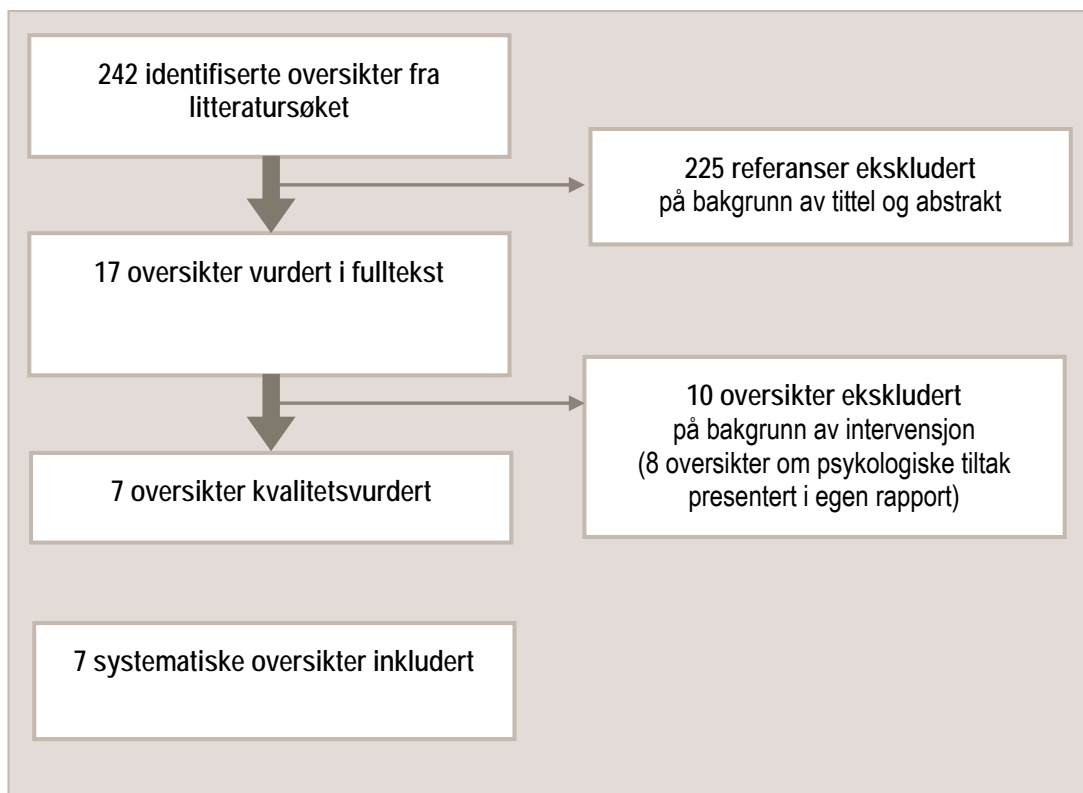 242 identifiserte oversikter fra
litteratursøket
225 referanser ekskludert
på bakgrunn av tittel og abstrakt
17 oversikter vurdert i fulltekst
10 oversikter ekskludert
på bakgrunn av intervensjon
(8 oversikter om psykologiske tiltak
presentert i egen rapport)
7 oversikter kvalitetsvurdert
7 systematiske oversikter inkludert